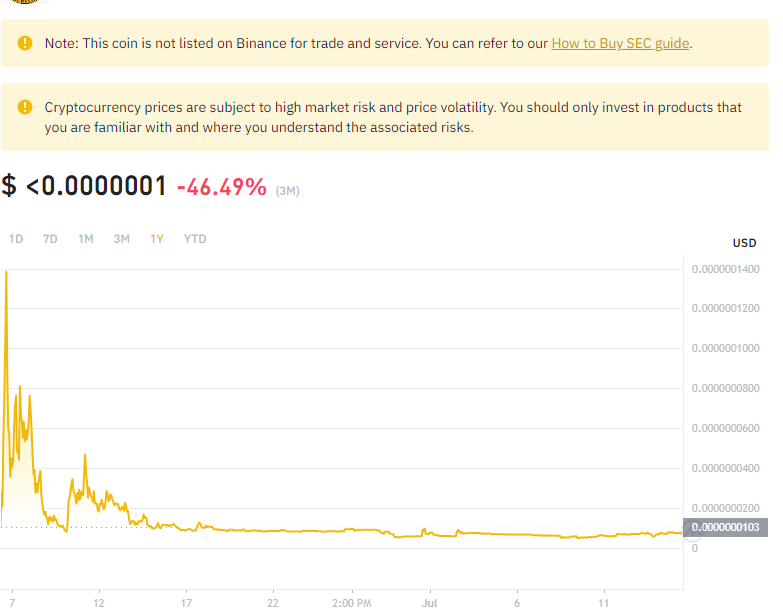 Note: This coin is not listed on Binance for trade and service. You can refer to our How to Buy SEC guide.
Cryptocurrency prices are subject to high market risk and price volatility. You should only invest in products that
you are familiar with and where you understand the associated risks.
$ <0.0000001 -46.49% (3M)
1D 7D 1M 3M 1Y YTD
USD
0.0000001400
0.0000001200
0.0000001000
0.0000000800
0.0000000600
0.0000000400
0.0000000200
0.0000000103
0
7 12 17 22 2:00 PM Jul 6 11